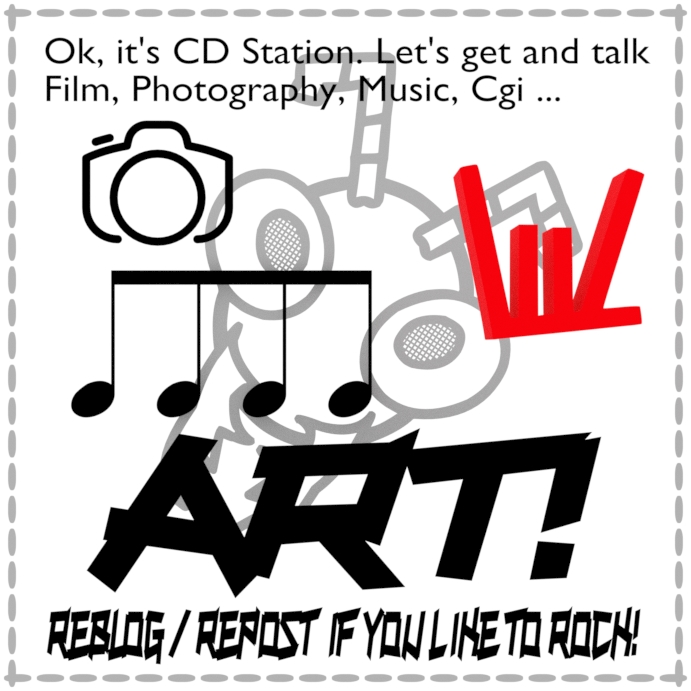 Ok, it's CD Station. Let's get and talk
Film, Photography, Music, Cgi ...
ART!
REBLOG / REPOST IF YOU LIKE TO ROCK!